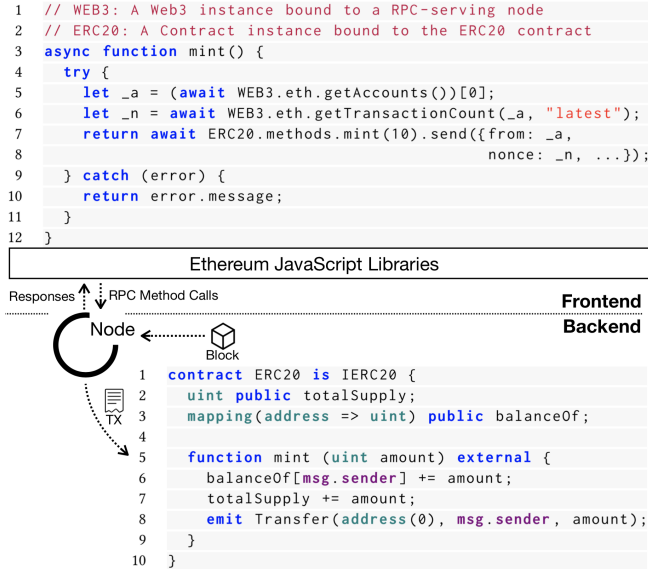 1 // WEB3: A Web3 instance bound to a RPC-serving node
2 // ERC20: A Contract instance bound to the ERC20 contract
3 async function mint() {
4 try {
5 let _a = (await WEB3.eth.getAccounts())[0];
6 let _n = await WEB3.eth.getTransactionCount(_a, "latest");
7 return await ERC20.methods.mint(10).send({from: _a,
8 nonce: _n, ...});
9 } catch (error) {
10 return error.message;
11 }
12 }
Ethereum JavaScript Libraries
Responses RPC Method Calls
Frontend
Backend
Node
Block
TX
1 contract ERC20 is IERC20 {
2 uint public totalSupply;
3 mapping(address => uint) public balanceOf;
4
5 function mint (uint amount) external {
6 balanceOf[msg.sender] += amount;
7 totalSupply += amount;
8 emit Transfer(address(0), msg.sender, amount);
9 }
10 }